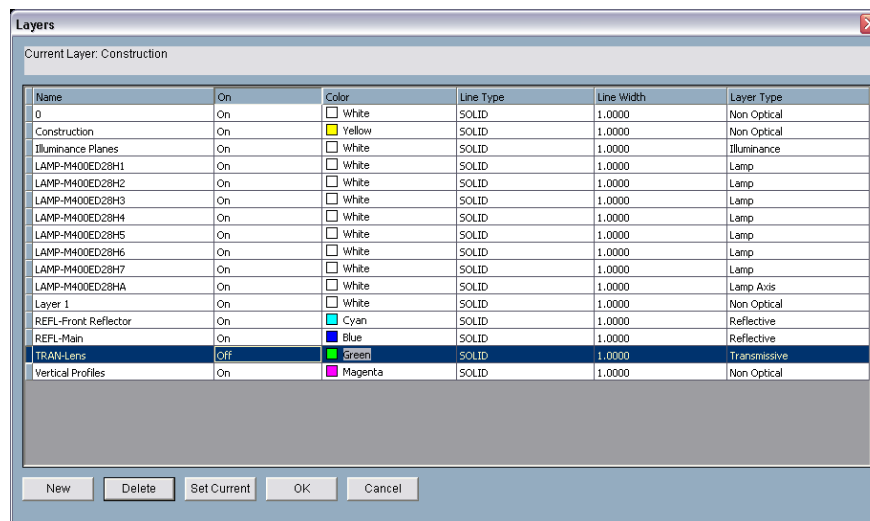 Layers
Current Layer: Construction
Name On Color Line Type Line Width Layer Type
0 On White SOLID 1.0000 Non Optical
Construction On Yellow SOLID 1.0000 Non Optical
Illuminance Planes On White SOLID 1.0000 Illuminance
LAMP-M400ED28H1 On White SOLID 1.0000 Lamp
LAMP-M400ED28H2 On White SOLID 1.0000 Lamp
LAMP-M400ED28H3 On White SOLID 1.0000 Lamp
LAMP-M400ED28H4 On White SOLID 1.0000 Lamp
LAMP-M400ED28H5 On White SOLID 1.0000 Lamp
LAMP-M400ED28H6 On White SOLID 1.0000 Lamp
LAMP-M400ED28H7 On White SOLID 1.0000 Lamp
LAMP-M400ED28HA On White SOLID 1.0000 Lamp Axis
Layer 1 On White SOLID 1.0000 Non Optical
REFL-Front Reflector On Cyan SOLID 1.0000 Reflective
REFL-Main On Blue SOLID 1.0000 Reflective
TRAN-Lens Off Green SOLID 1.0000 Transmissive
Vertical Profiles On Magenta SOLID 1.0000 Non Optical
New Delete Set Current OK Cancel